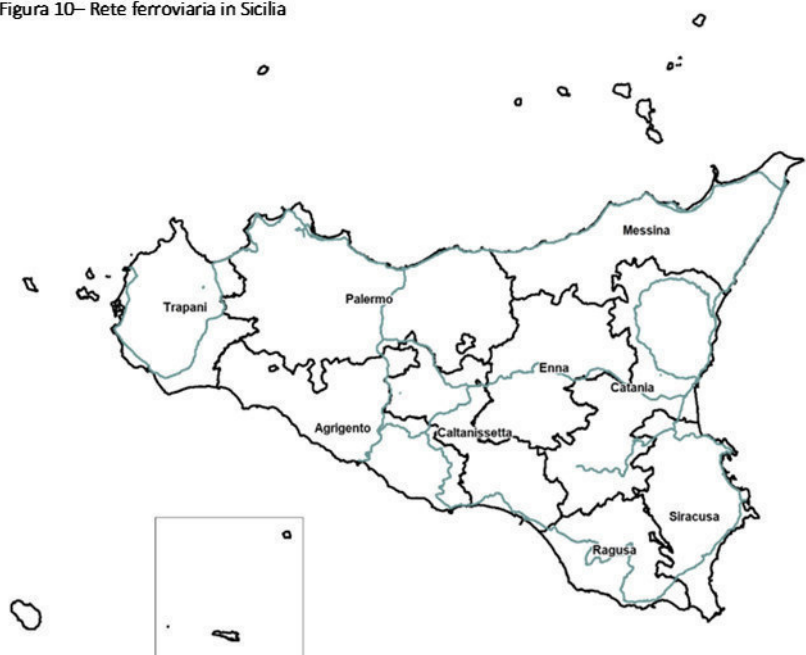 Figura 10– Rete ferroviaria in Sicilia
Messina
Trapani
Palermo
Enna
Catania
Agrigento
Caltanissetta
Siracusa
Ragusa